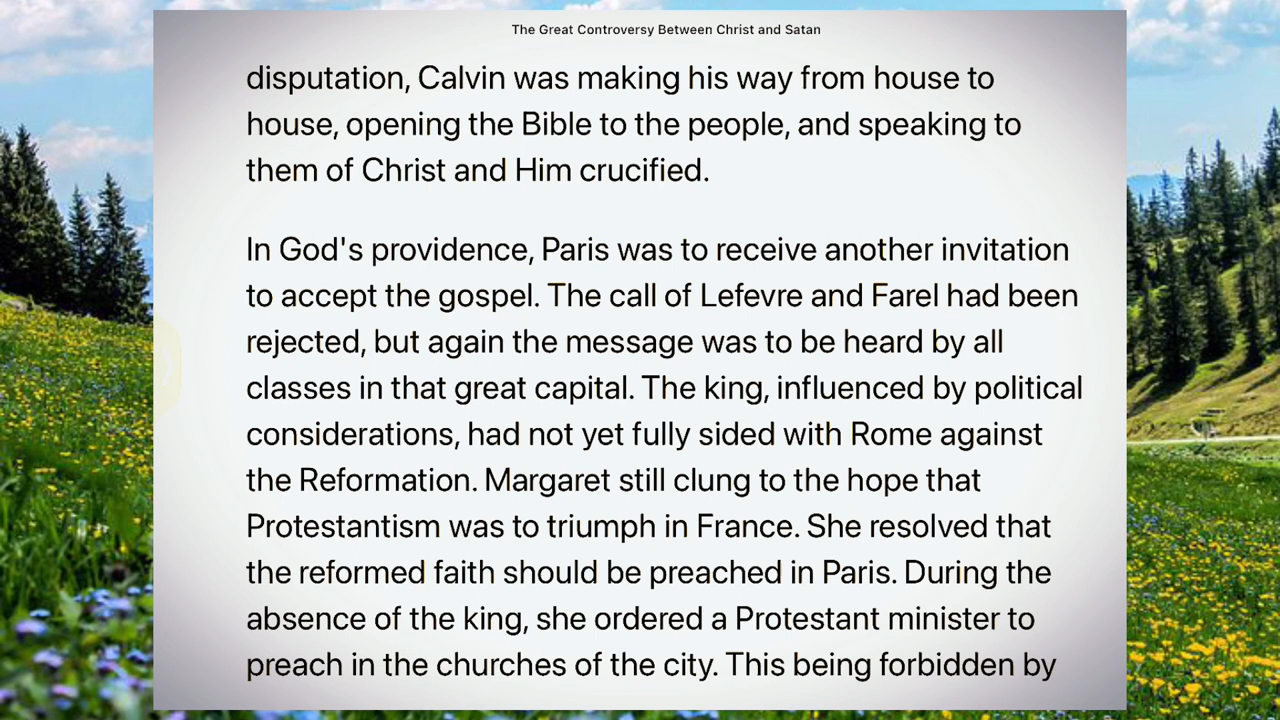 The Great Controversy Between Christ and Satan
disputation, Calvin was making his way from house to
house, opening the Bible to the people, and speaking to
them of Christ and Him crucified.
In God's providence, Paris was to receive another invitation
to accept the gospel. The call of Lefevre and Farel had been
rejected, but again the message was to be heard by all
classes in that great capital. The king, influenced by political
considerations, had not yet fully sided with Rome against
the Reformation. Margaret still clung to the hope that
Protestantism was to triumph in France. She resolved that
the reformed faith should be preached in Paris. During the
absence of the king, she ordered a Protestant minister to
preach in the churches of the city. This being forbidden by